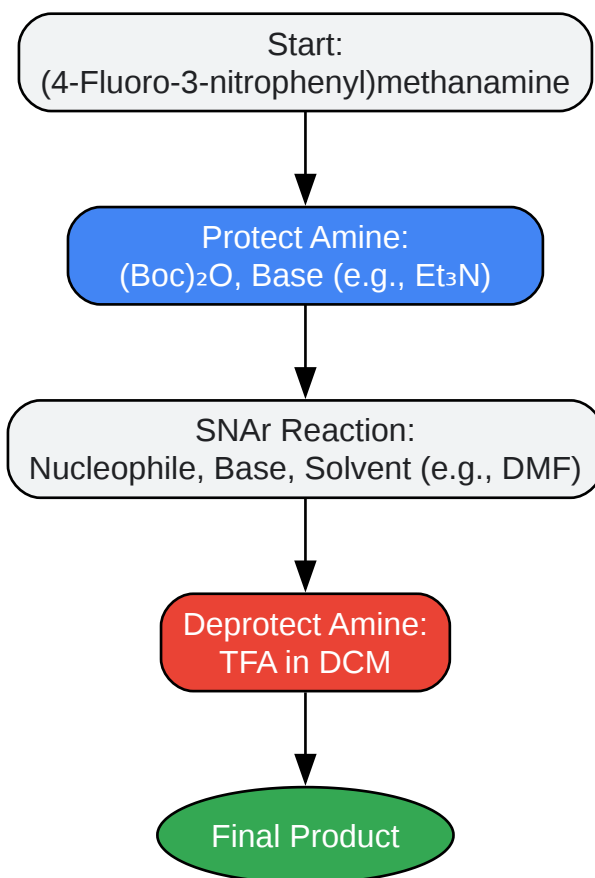 Start:
(4-Fluoro-3-nitrophenyl)methanamine
Protect Amine:
(Boc)₂O, Base (e.g., Et₃N)
SNAr Reaction:
Nucleophile, Base, Solvent (e.g., DMF)
Deprotect Amine:
TFA in DCM
Final Product